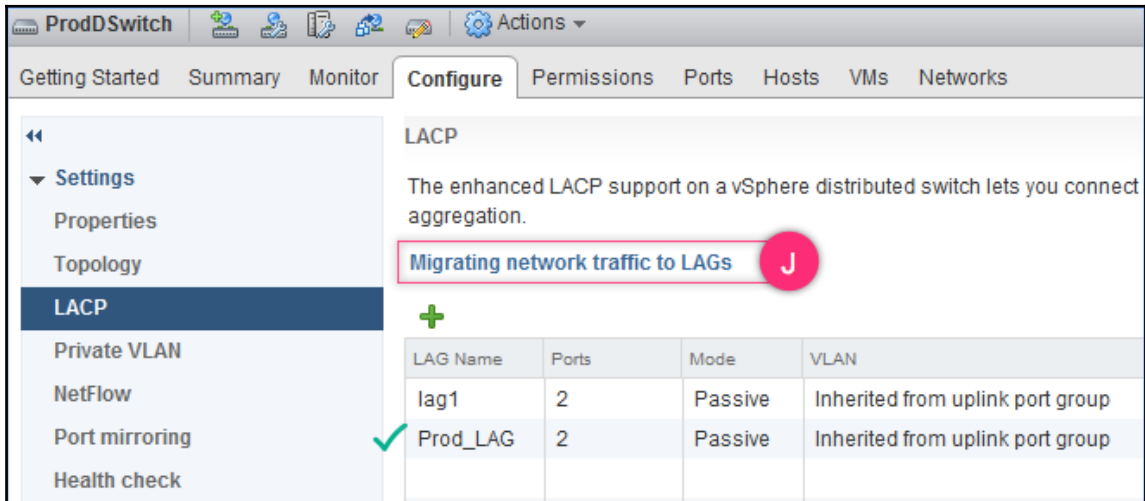 ProdDSwitch Actions
Getting Started Summary Monitor Configure Permissions Ports Hosts VMs Networks
Settings
Properties
Topology
LACP
Private VLAN
NetFlow
Port mirroring
Health check
LACP
The enhanced LACP support on a vSphere distributed switch lets you connect
aggregation.
Migrating network traffic to LAGs J
LAG Name Ports Mode VLAN
lag1 2 Passive Inherited from uplink port group
Prod_LAG 2 Passive Inherited from uplink port group